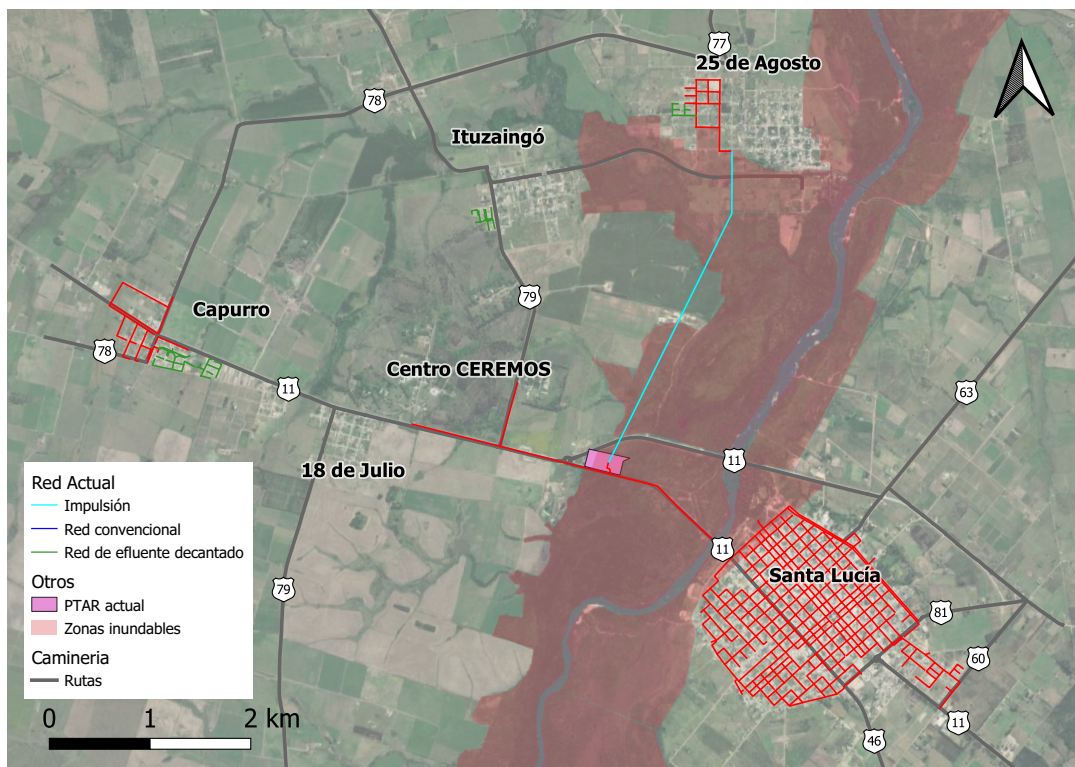 77
25 de Agosto
78
Ituzaingó
79
Capurro
78
Centro CEREMOS
11
63
18 de Julio
11
11
Santa Lucía
79
81
60
11
46
Red Actual
Impulsión
Red convencional
Red de efluente decantado
Otros
PTAR actual
Zonas inundables
Camineria
Rutas
0 1 2 km